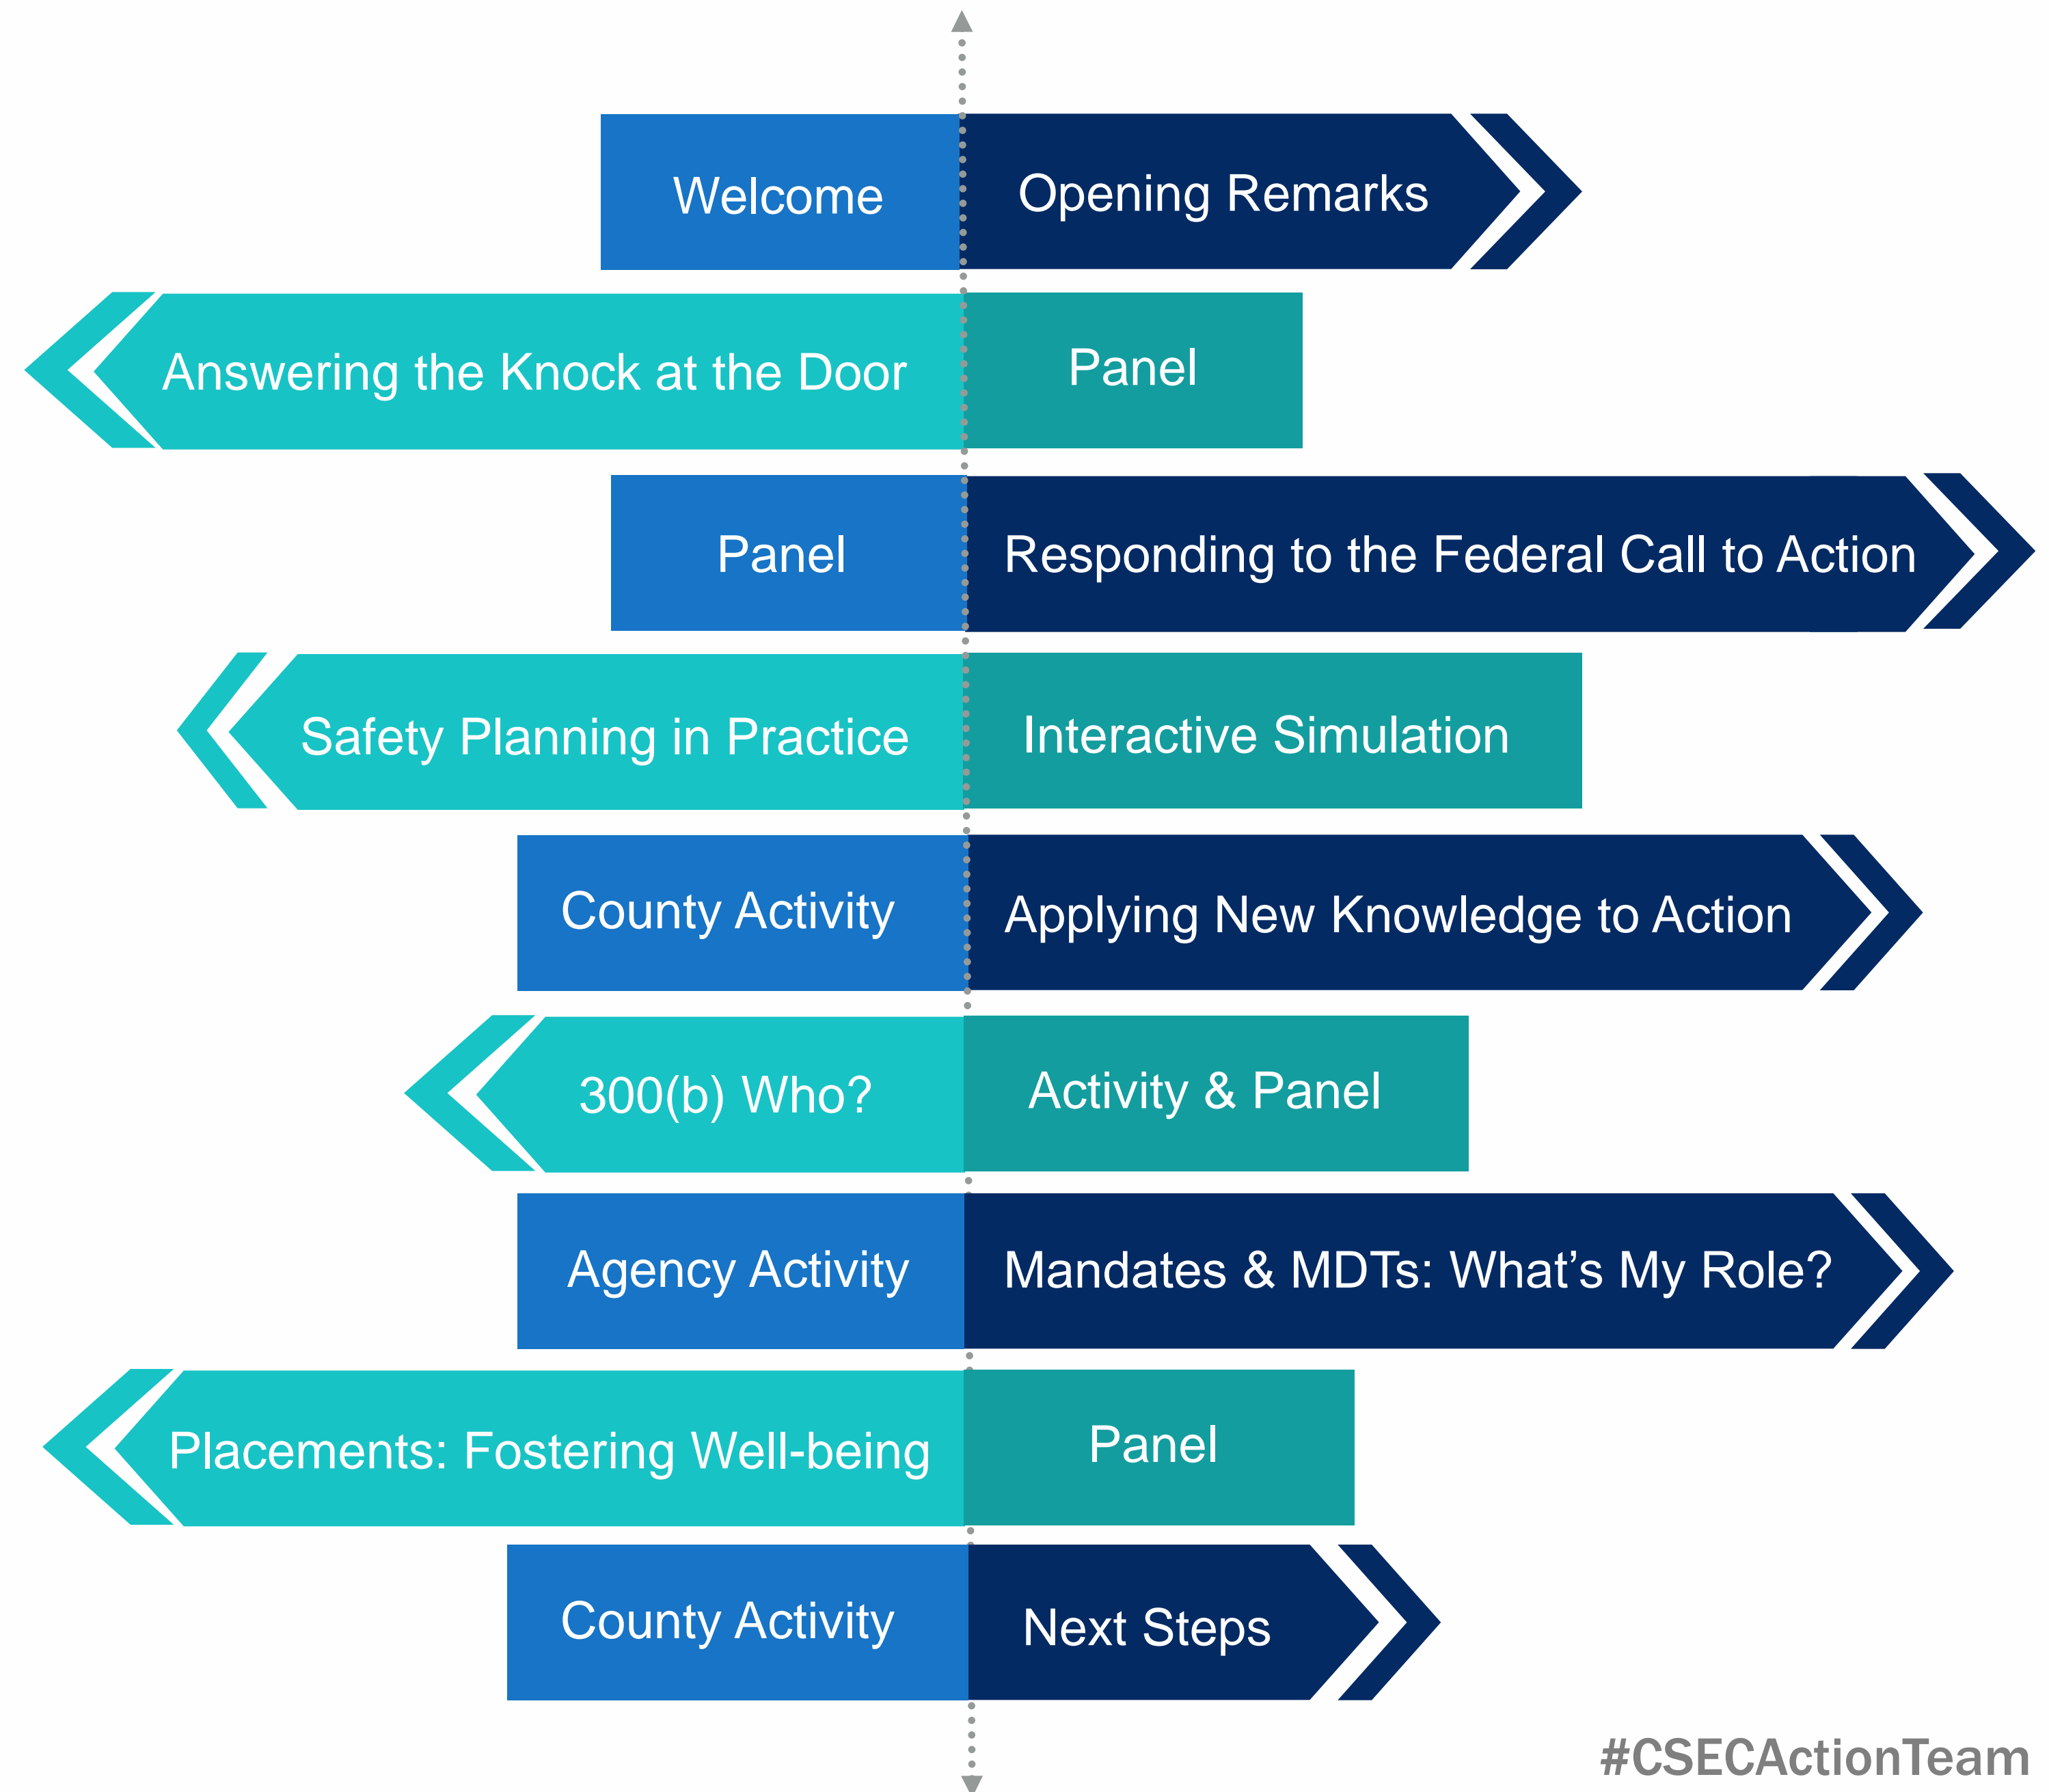 Welcome
Opening Remarks
Answering the Knock at the Door
Panel
Panel
Responding to the Federal Call to Action
Safety Planning in Practice
Interactive Simulation
County Activity
Applying New Knowledge to Action
300(b) Who?
Activity & Panel
Agency Activity
Mandates & MDTs: What’s My Role?
Placements: Fostering Well-being
Panel
County Activity
Next Steps
#CSECActionTeam